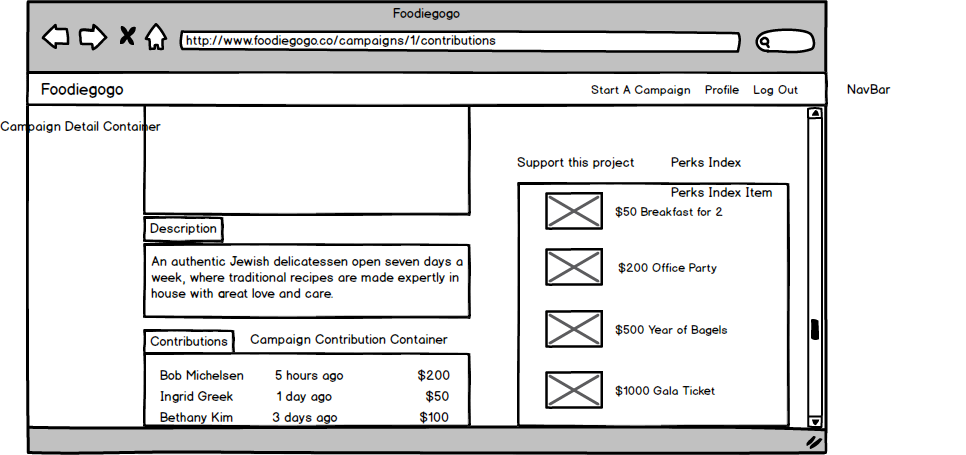 Foodiegogo
http://www.foodiegogo.co/campaigns/1/contributions
Foodiegogo
Start A Campaign Profile Log Out
NavBar
Campaign Detail Container
Description
An authentic Jewish delicatessen open seven days a
week, where traditional recipes are made expertly in
house with great love and care.
Contributions
Campaign Contribution Container
Bob Michelsen 5 hours ago $200
Ingrid Greek 1 day ago $50
Bethany Kim 3 days ago $100
Support this project
Perks Index
Perks Index Item
$50 Breakfast for 2
$200 Office Party
$500 Year of Bagels
$1000 Gala Ticket